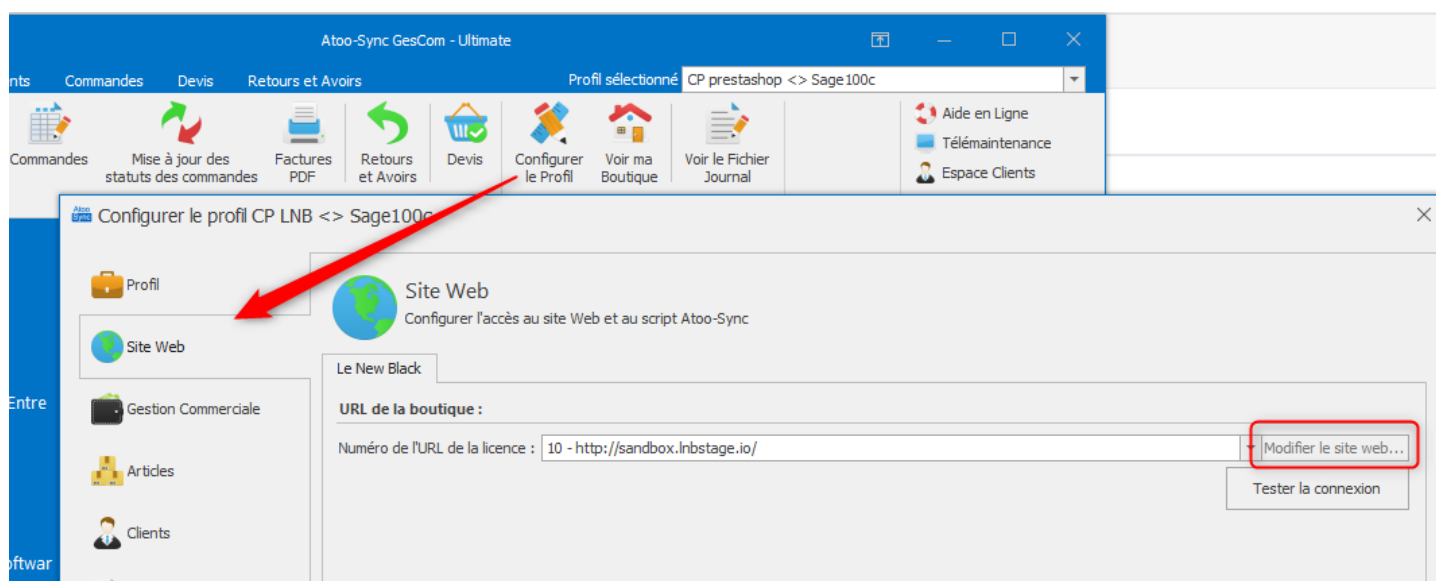 Atoo-Sync GesCom - Ultimate
nts Commandes Devis Retours et Avoirs Profil sélectionné CP prestashop <> Sage100c
Commandes
Mise à jour des
statuts des commandes
Factures
PDF
Retours
et Avoirs
Devis
Configurer
le Profil
Voir ma
Boutique
Voir le Fichier
Journal
Aide en Ligne
Télémaintenance
Espace Clients
Atoo
Sync
Configurer le profil CP LNB <> Sage100c
Profil
Site Web
Gestion Commerciale
Articles
Clients
Entre
oftwar
Site Web
Configurer l'accès au site Web et au script Atoo-Sync
Le New Black
URL de la boutique :
Numéro de l'URL de la licence : 10 - http://sandbox.lnbstage.io/ Modifier le site web...
Tester la connexion